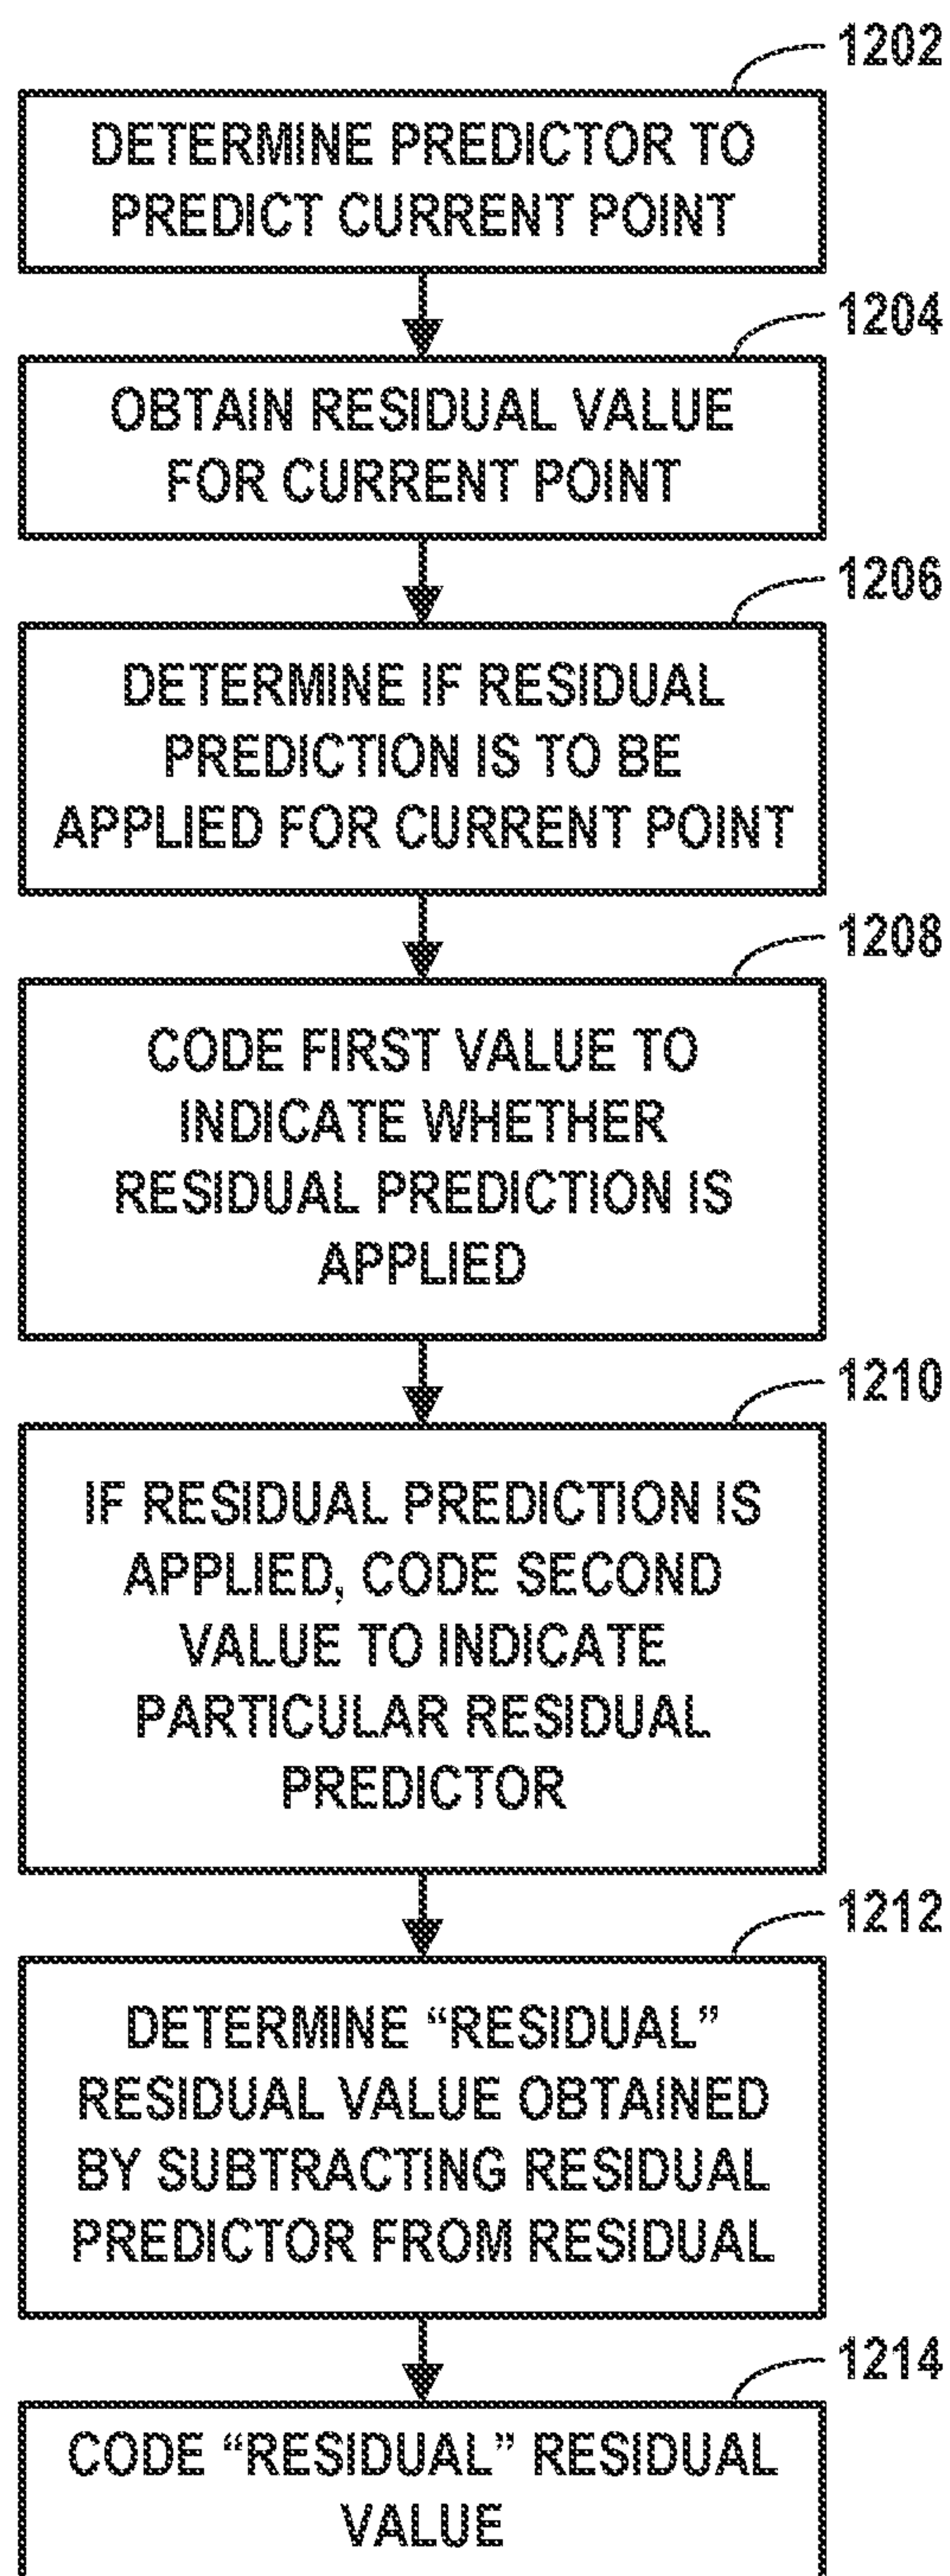 1202
DETERMINE PREDICTOR TO
PREDICT CURRENT POINT
1204
OBTAIN RESIDUAL VALUE
FOR CURRENT POINT
1206
DETERMINE IF RESIDUAL
PREDICTION IS TO BE
APPLIED FOR CURRENT POINT
1208
CODE FIRST VALUE TO
INDICATE WHETHER
RESIDUAL PREDICTION IS
APPLIED
1210
IF RESIDUAL PREDICTION IS
APPLIED, CODE SECOND
VALUE TO INDICATE
PARTICULAR RESIDUAL
PREDICTOR
1212
DETERMINE “RESIDUAL”
RESIDUAL VALUE OBTAINED
BY SUBTRACTING RESIDUAL
PREDICTOR FROM RESIDUAL
1214
CODE “RESIDUAL” RESIDUAL
VALUE